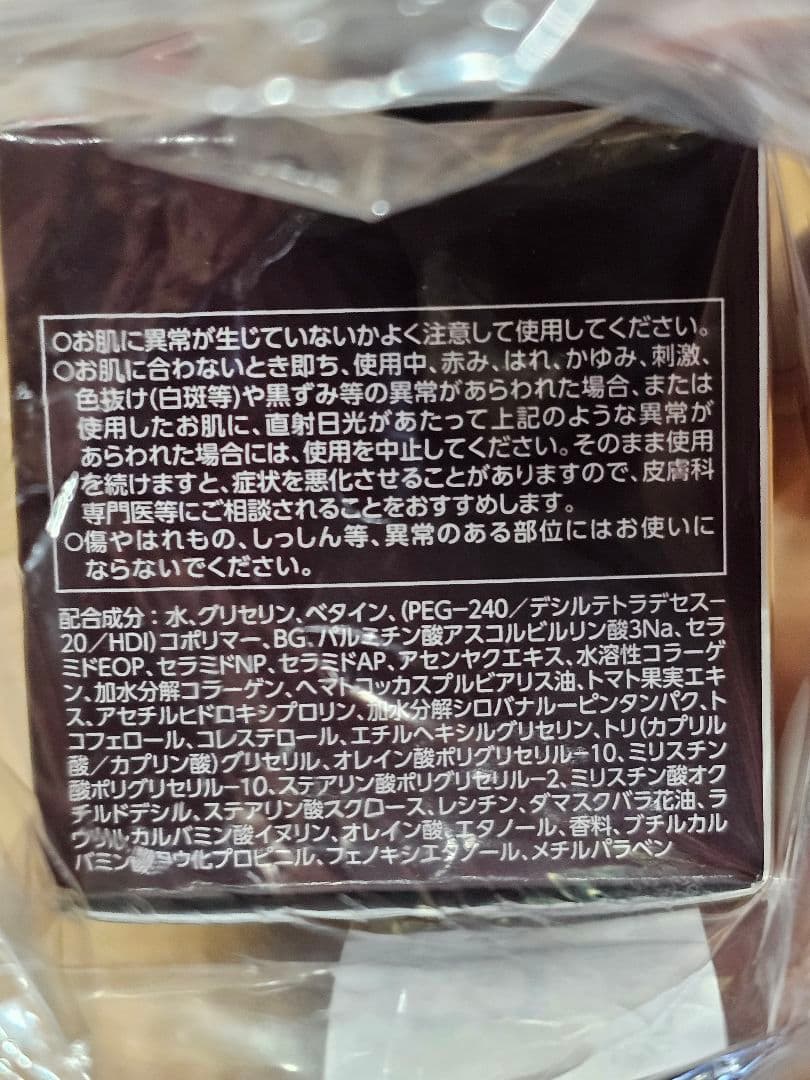 ○お肌に異常が生じていないかよく注意して使用してください。
○お肌に合わないとき即ち、使用中、赤み、はれ、かゆみ、刺激、
色抜け(白斑等)や黒ずみ等の異常があらわれた場合、または
使用したお肌に、直射日光があたって上記のような異常が
あらわれた場合には、使用を中止してください。そのまま使用
を続けますと、症状を悪化させることがありますので、皮膚科
専門医等にご相談されることをおすすめします。
○傷やはれもの、しっしん等、異常のある部位にはお使いに
ならないでください。
配合成分：水、グリセリン、ベタイン、(PEG-240／デシルテトラデセス-
20／HDI)コポリマー、BG、パルミチン酸アスコルビルリン酸3Na、セラ
ミドEOP、セラミドNP、セラミドAP、アセンヤクエキス、水溶性コラーゲ
ン、加水分解コラーゲン、ヘマトコッカスプルビアリス油、トマト果実エキ
ス、アセチルヒドロキシプロリン、加水分解シロバナルーピンタンパク、ト
コフェロール、コレステロール、エチルヘキシルグリセリン、トリ(カプリル
酸／カプリン酸)グリセリル、オレイン酸ポリグリセリル-10、ミリスチン
酸ポリグリセリル-10、ステアリン酸ポリグリセリル-2、ミリスチン酸オク
チルドデシル、ステアリン酸スクロース、レシチン、ダマスクバラ花油、ラ
ウリルカルバミン酸イヌリン、オレイン酸、エタノール、香料、ブチルカル
バミン酸ヨウ化プロピニル、フェノキシエタノール、メチルパラベン